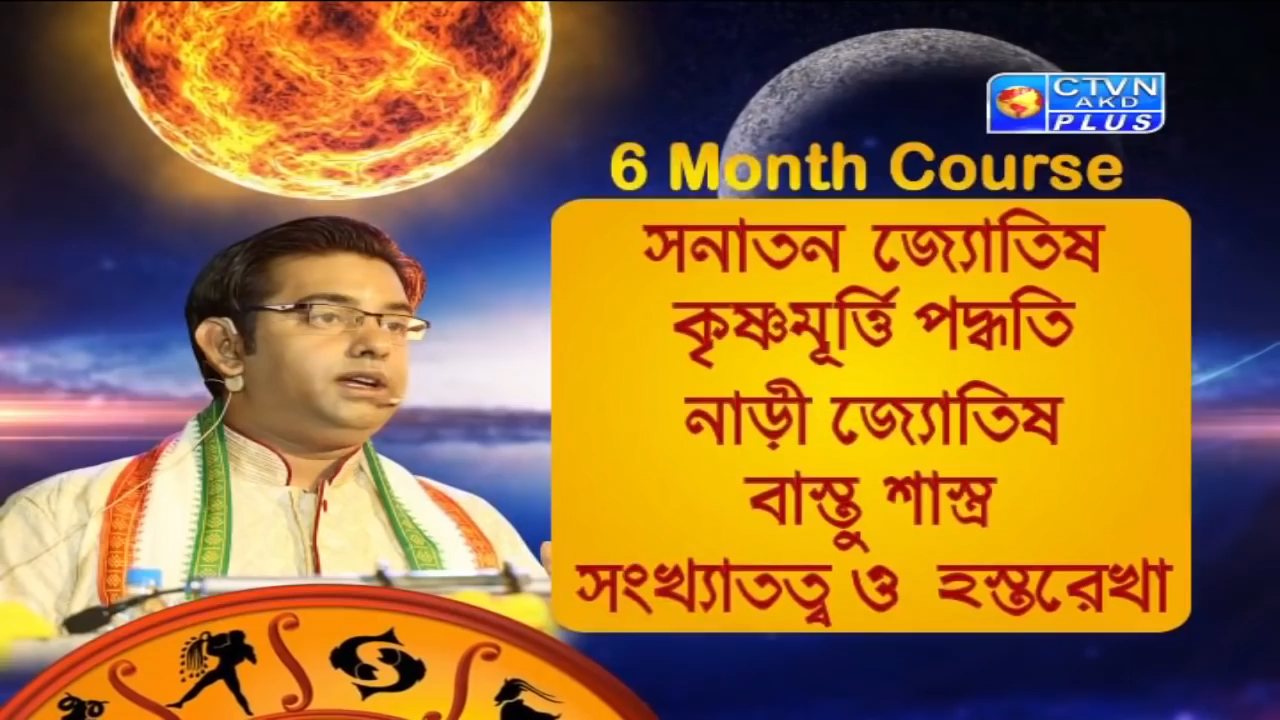 CTVN
AKD
PLUS
6 Month Course
সনাতন জ্যোতিষ
কৃষ্ণমূর্ত্তি পদ্ধতি
নাড়ী জ্যোতিষ
বাস্তু শাস্ত্র
সংখ্যাতত্ব ও হস্তরেখা